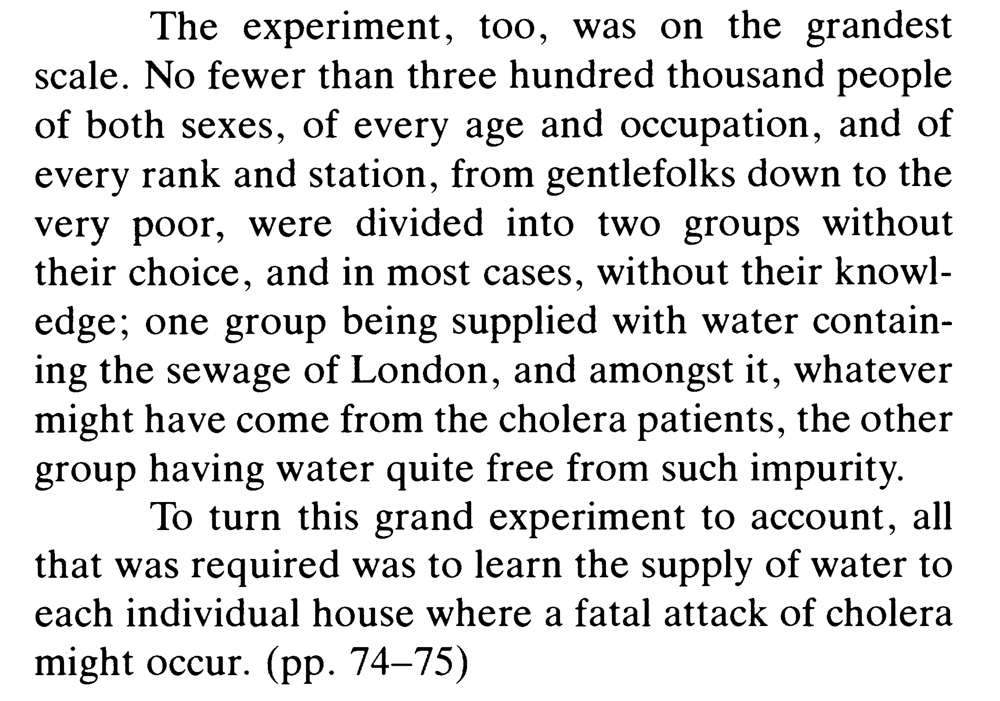 The experiment, too, was on the grandest
scale. No fewer than three hundred thousand people
of both sexes, of every age and occupation, and of
every rank and station, from gentlefolks down to the
very poor, were divided into two groups without
their choice, and in most cases, without their knowl-
edge; one group being supplied with water contain-
ing the sewage of London, and amongst it, whatever
might have come from the cholera patients, the other
group having water quite free from such impurity.
To turn this grand experiment to account, all
that was required was to learn the supply of water to
each individual house where a fatal attack of cholera
might occur. (pp. 74–75)